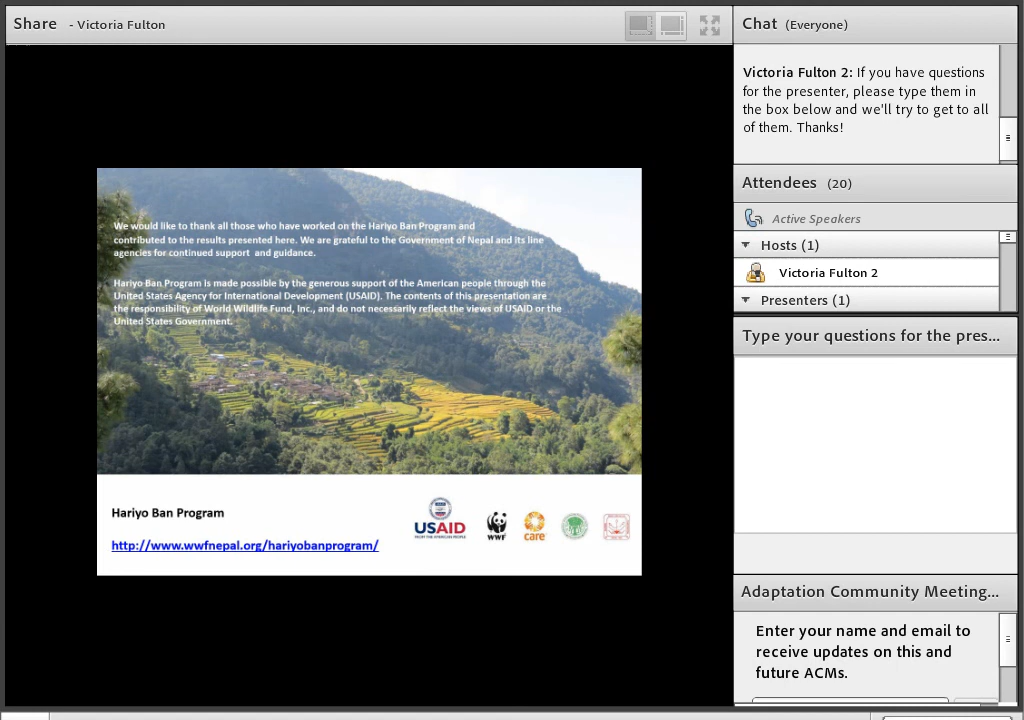 Share - Victoria Fulton
We would like to thank all those who have worked on the Hariyo Ban Program and
contributed to the results presented here. We are grateful to the Government of Nepal and its line
agencies for continued support and guidance.
Hariyo Ban Program is made possible by the generous support of the American people through the
United States Agency for International Development (USAID). The contents of this presentation are
the responsibility of World Wildlife Fund, Inc., and do not necessarily reflect the views of USAID or the
United States Government.
Hariyo Ban Program
http://www.wwfnepal.org/hariyobanprogram/
USAID
FROM THE AMERICAN PEOPLE
WWF
care
Chat (Everyone)
Victoria Fulton 2: If you have questions
for the presenter, please type them in
the box below and we'll try to get to all
of them. Thanks!
Attendees (20)
Active Speakers
Hosts (1)
Victoria Fulton 2
Presenters (1)
Type your questions for the pres...
Adaptation Community Meeting...
Enter your name and email to
receive updates on this and
future ACMs.